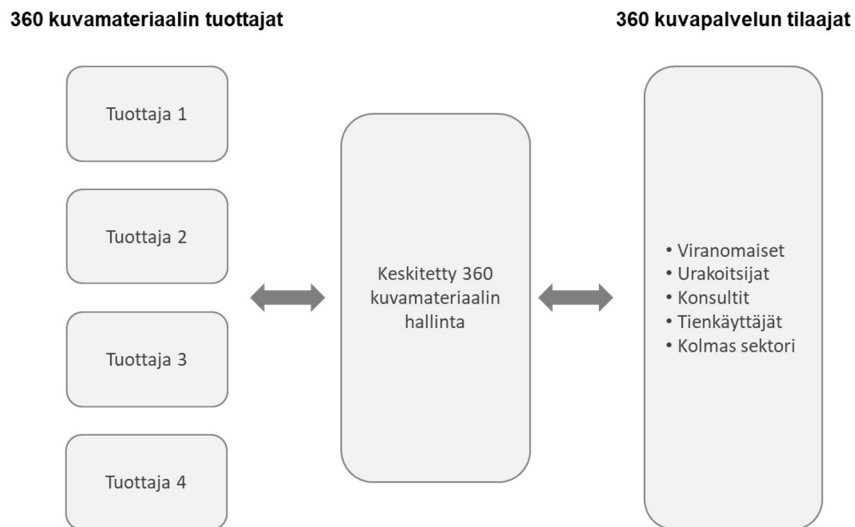 360 kuvamateriaalin tuottajat
360 kuvapalvelun tilaajat
Tuottaja 1
Tuottaja 2
Tuottaja 3
Tuottaja 4
Keskitetty 360
kuvamateriaalin
hallinta
• Viranomaiset
• Urakoitsijat
• Konsultit
• Tienkäyttäjät
• Kolmas sektori